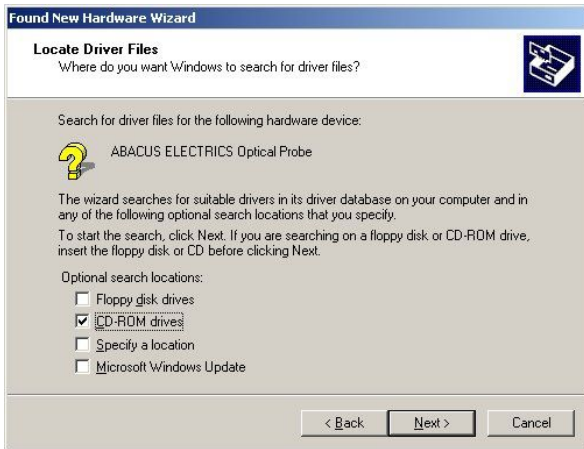 Found New Hardware Wizard
Locate Driver Files
Where do you want Windows to search for driver files?
Search for driver files for the following hardware device:
ABACUS ELECTRICS Optical Probe
The wizard searches for suitable drivers in its driver database on your computer and in
any of the following optional search locations that you specify.
To start the search, click Next. If you are searching on a floppy disk or CD-ROM drive,
insert the floppy disk or CD before clicking Next.
Optional search locations:
Floppy disk drives
CD-ROM drives
Specify a location
Microsoft Windows Update
< Back Next > Cancel